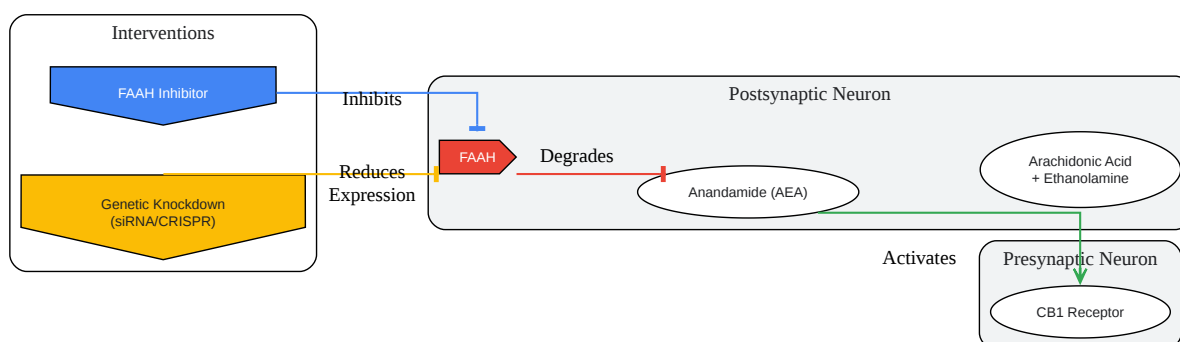 Interventions
FAAH Inhibitor
Inhibits
Postsynaptic Neuron
FAAH
Degrades
Arachidonic Acid
+ Ethanolamine
Reduces
Expression
Anandamide (AEA)
Genetic Knockdown
(siRNA/CRISPR)
Activates
Presynaptic Neuron
CB1 Receptor